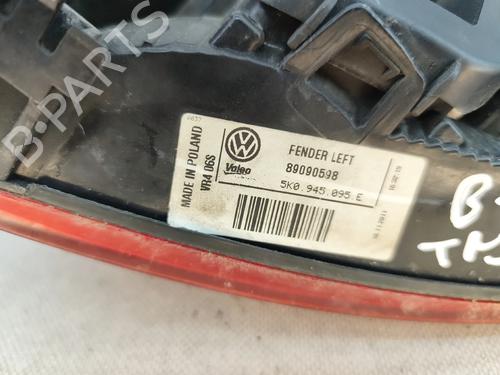 B-PARTS
MADE IN POLAND
VR4 06S
Valeo
FENDER LEFT
89090598
5K0.945.095.E
B-